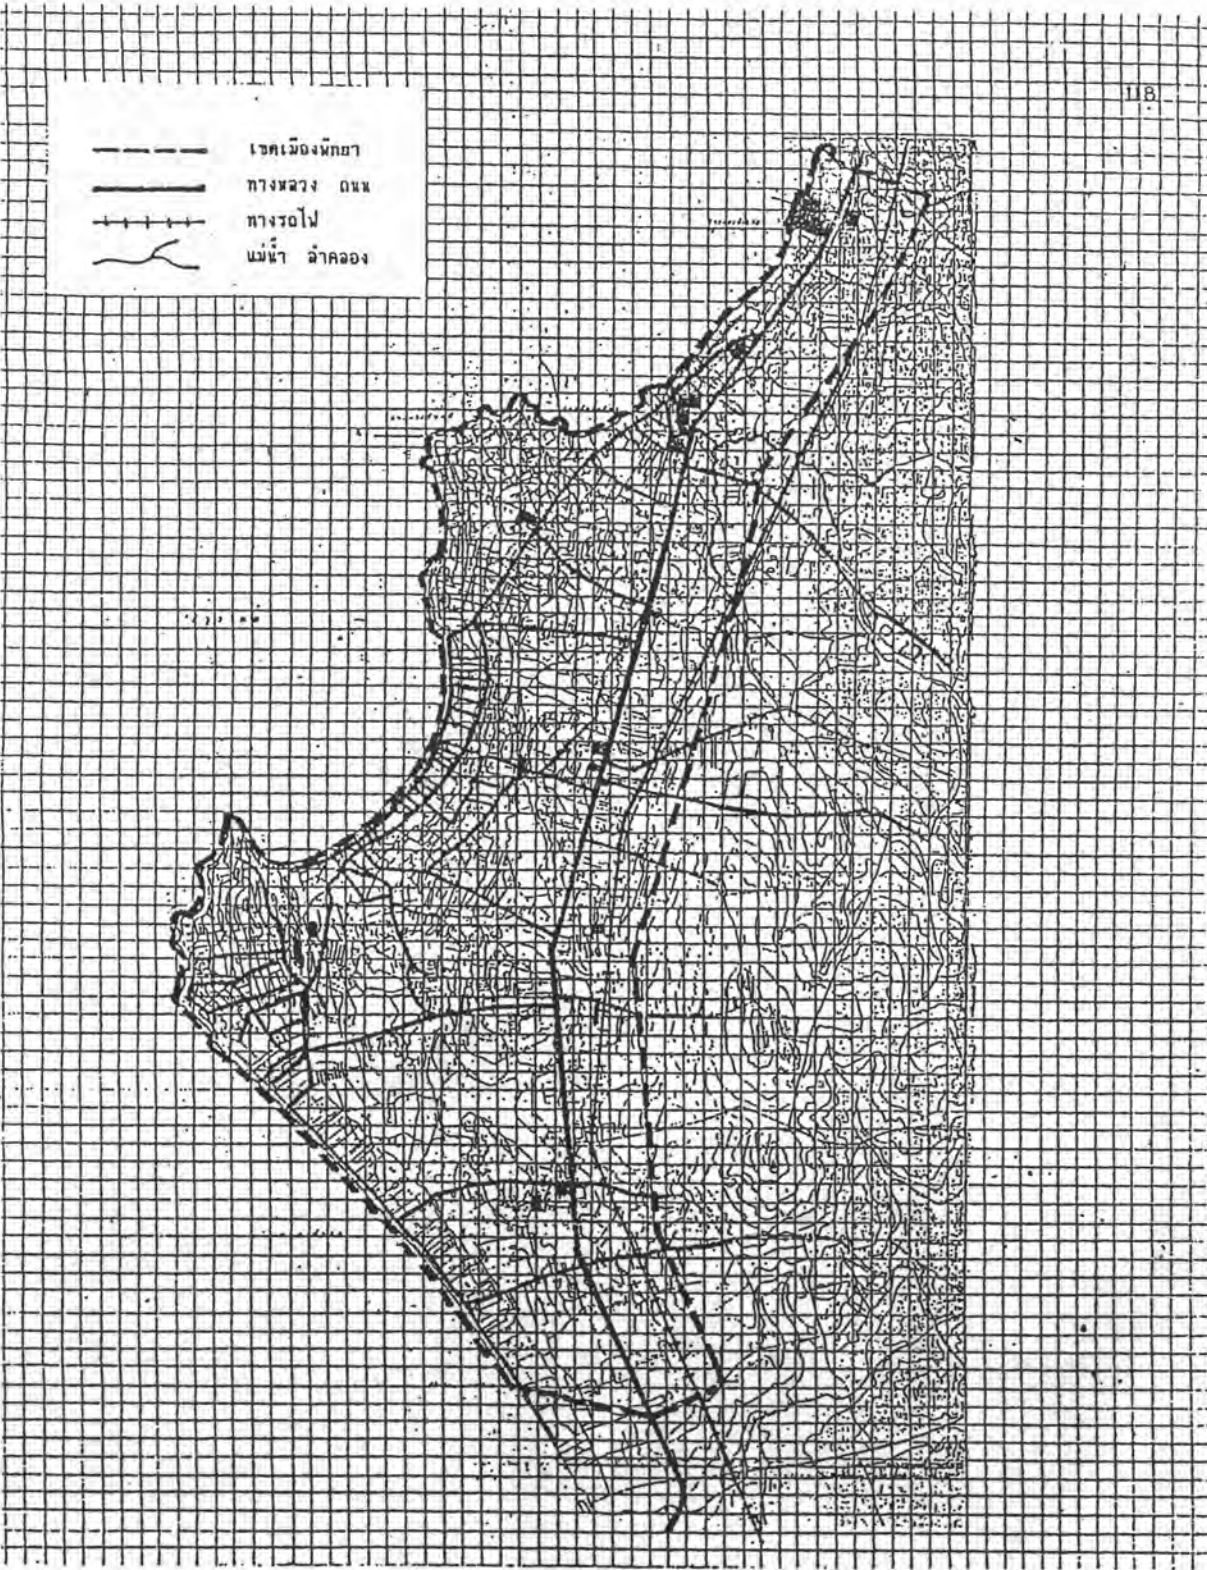 118
เขตเมืองพัทยา
ทางหลวง ถนน
ทางรถไฟ
แม่น้ำ ลำคลอง